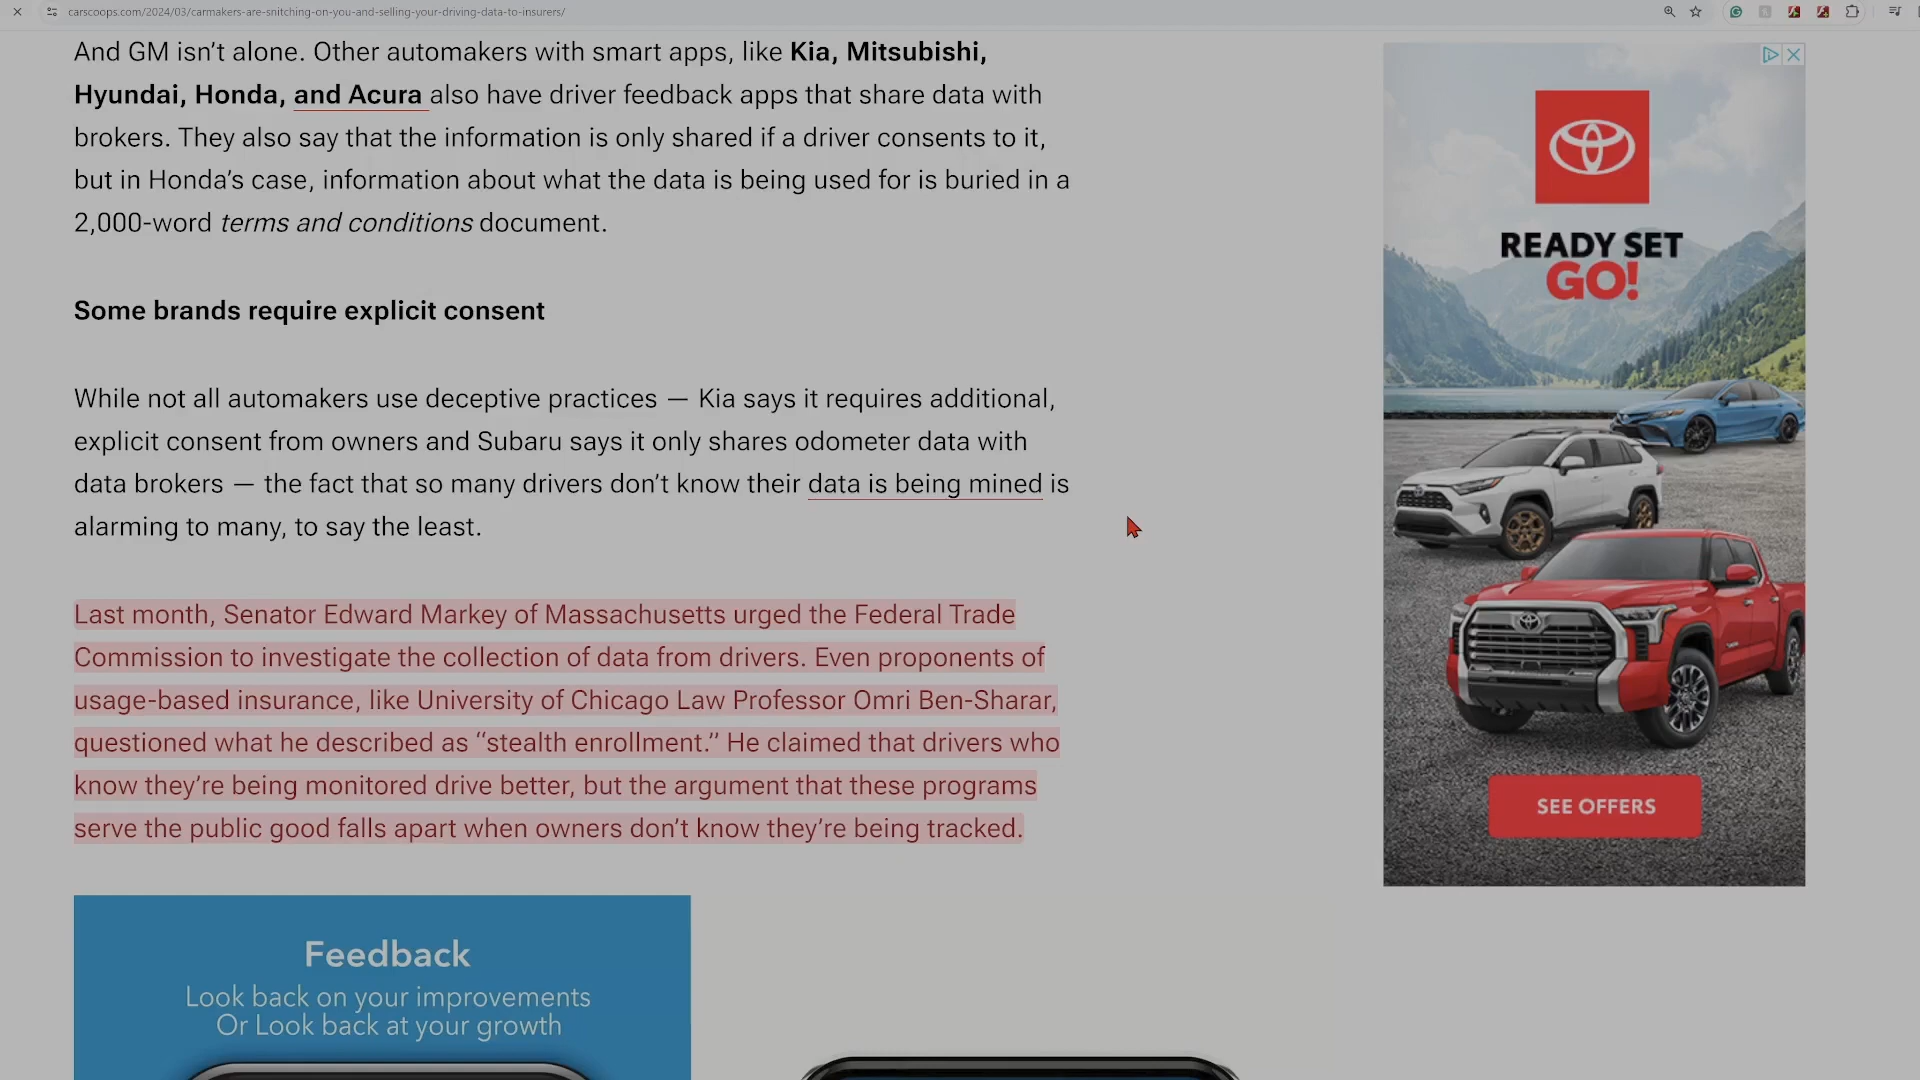 carscoops.com/2024/03/carmakers-are-snitching-on-you-and-selling-your-driving-data-to-insurers/
And GM isn’t alone. Other automakers with smart apps, like Kia, Mitsubishi,
Hyundai, Honda, and Acura also have driver feedback apps that share data with
brokers. They also say that the information is only shared if a driver consents to it,
but in Honda’s case, information about what the data is being used for is buried in a
2,000-word terms and conditions document.
Some brands require explicit consent
While not all automakers use deceptive practices — Kia says it requires additional,
explicit consent from owners and Subaru says it only shares odometer data with
data brokers — the fact that so many drivers don’t know their data is being mined is
alarming to many, to say the least.
Last month, Senator Edward Markey of Massachusetts urged the Federal Trade
Commission to investigate the collection of data from drivers. Even proponents of
usage-based insurance, like University of Chicago Law Professor Omri Ben-Sharar,
questioned what he described as “stealth enrollment.” He claimed that drivers who
know they’re being monitored drive better, but the argument that these programs
serve the public good falls apart when owners don’t know they’re being tracked.
Feedback
Look back on your improvements
Or Look back at your growth
READY SET
GO!
SEE OFFERS